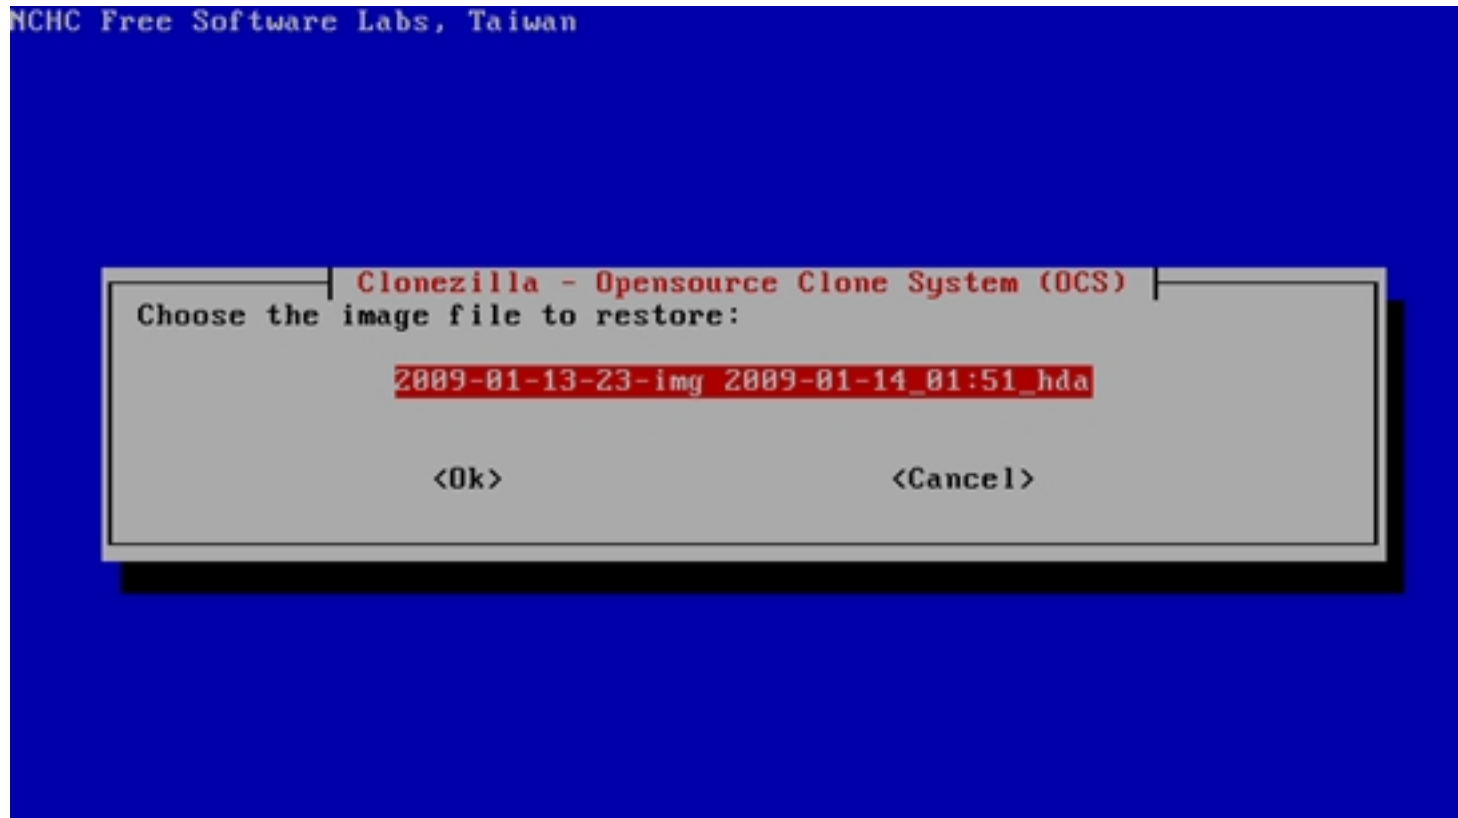 NCHC Free Software Labs, Taiwan
Clonezilla - Opensource Clone System (OCS)
Choose the image file to restore:
2009-01-13-23-img 2009-01-14_01:51_hda
<Ok> <Cancel>